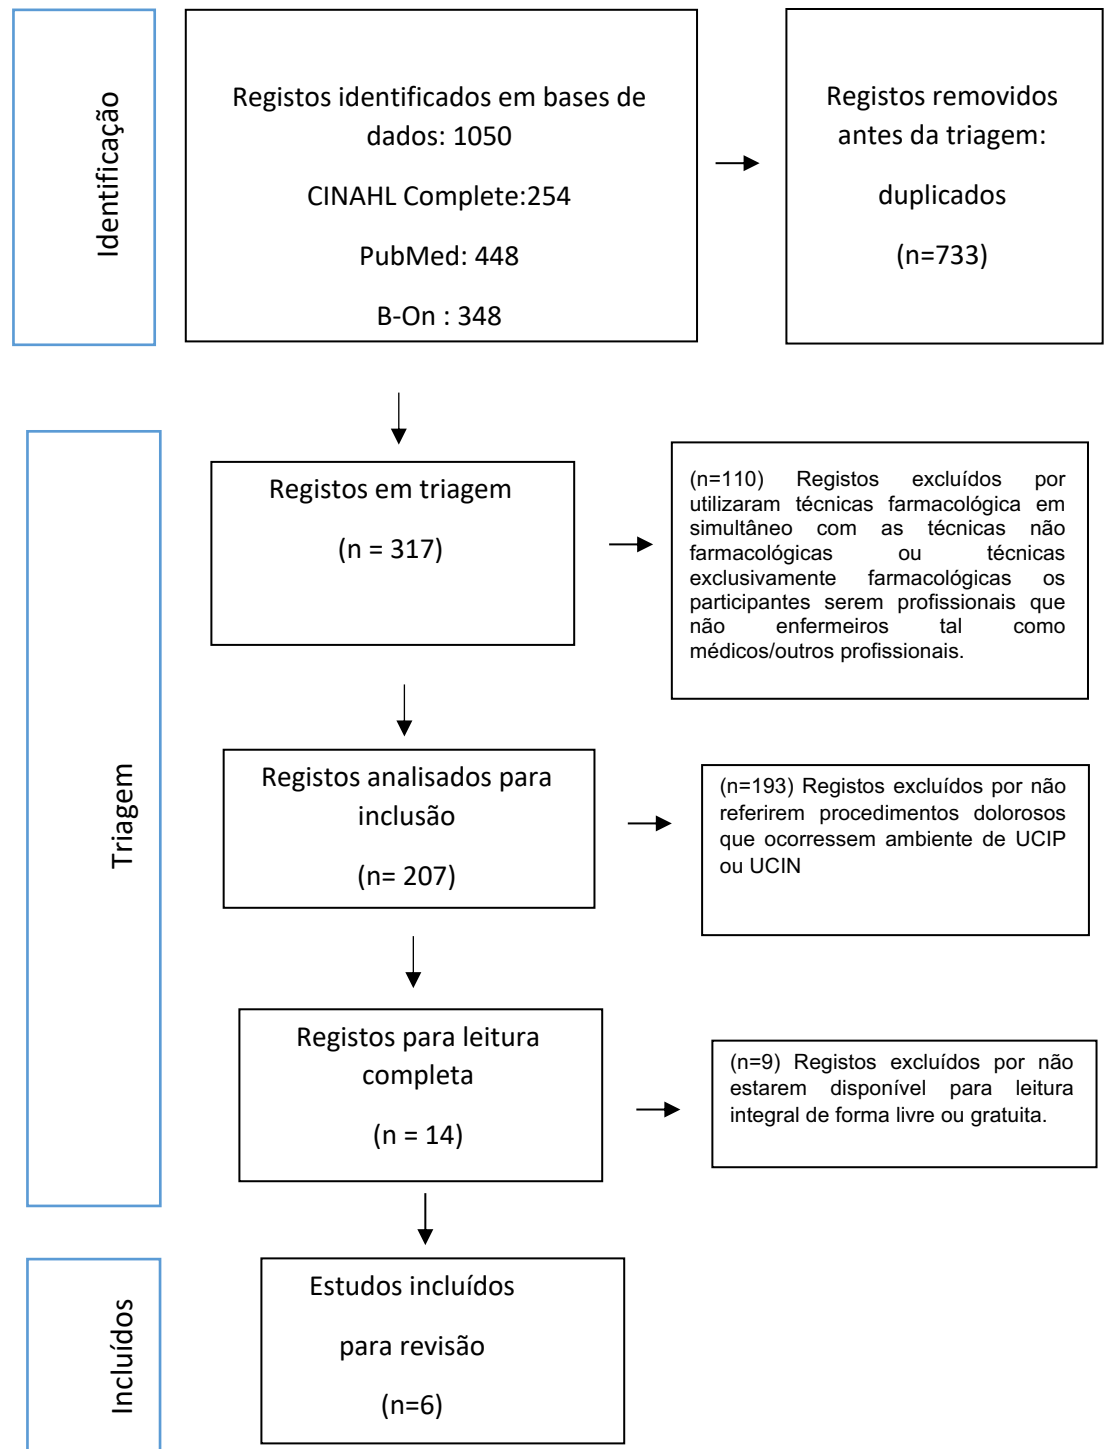 Identificação
Registos identificados em bases de
dados: 1050
CINAHL Complete:254
PubMed: 448
B-On : 348
Registos removidos
antes da triagem:
duplicados
(n=733)
Triagem
Registos em triagem
(n = 317)
(n=110) Registos excluídos por
utilizaram técnicas farmacológica em
simultâneo com as técnicas não
farmacológicas ou técnicas
exclusivamente farmacológicas os
participantes serem profissionais que
não enfermeiros tal como
médicos/outros profissionais.
Registos analisados para
inclusão
(n= 207)
(n=193) Registos excluídos por não
referirem procedimentos dolorosos
que ocorressem ambiente de UCIP
ou UCIN
Registos para leitura
completa
(n = 14)
(n=9) Registos excluídos por não
estarem disponível para leitura
integral de forma livre ou gratuita.
Incluídos
Estudos incluídos
para revisão
(n=6)